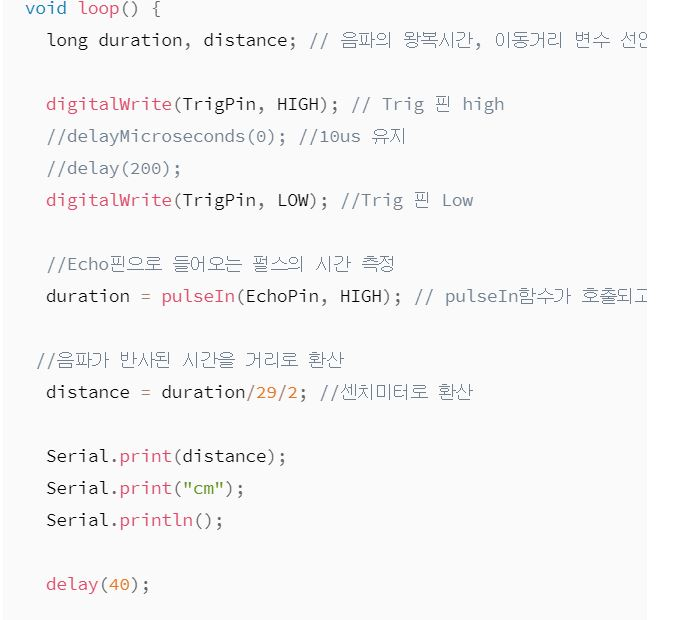 void loop() {
long duration, distance; // 음파의 왕복시간, 이동거리 변수
digitalWrite(TrigPin, HIGH); // Trig 핀 high
//delayMicroseconds(0); //10us 유지
//delay(200);
digitalWrite(TrigPin, LOW); //Trig 핀 Low
//Echo핀으로 들어오는 펄스의 시간 측정
duration = pulseIn(EchoPin, HIGH); // pulseIn함수가 호출되고
//음파가 반사된 시간을 거리로 환산
distance = duration/29/2; //센치미터로 환산
Serial.print(distance);
Serial.print("cm");
Serial.println();
delay(40);